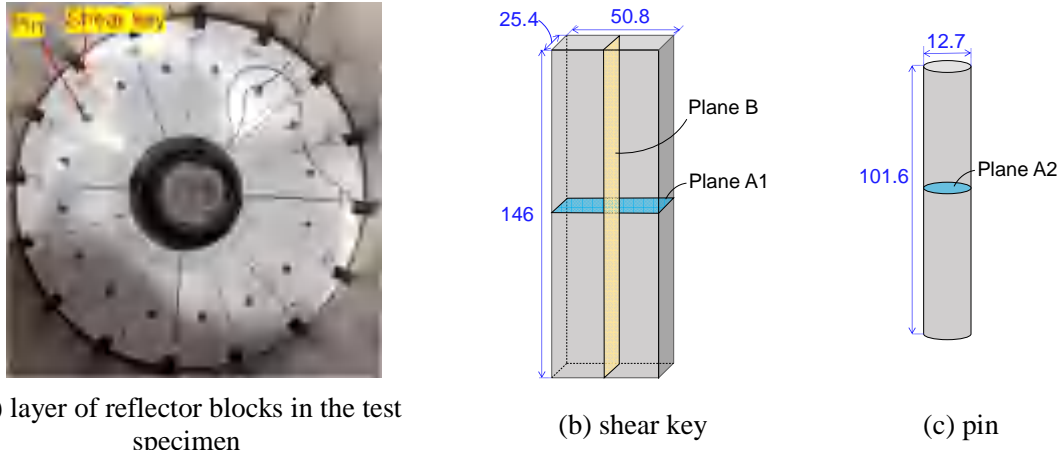 Pin Shear key
25.4
50.8
Plane B
Plane A1
146
12.7
101.6
Plane A2
) layer of reflector blocks in the test
specimen
(b) shear key
(c) pin